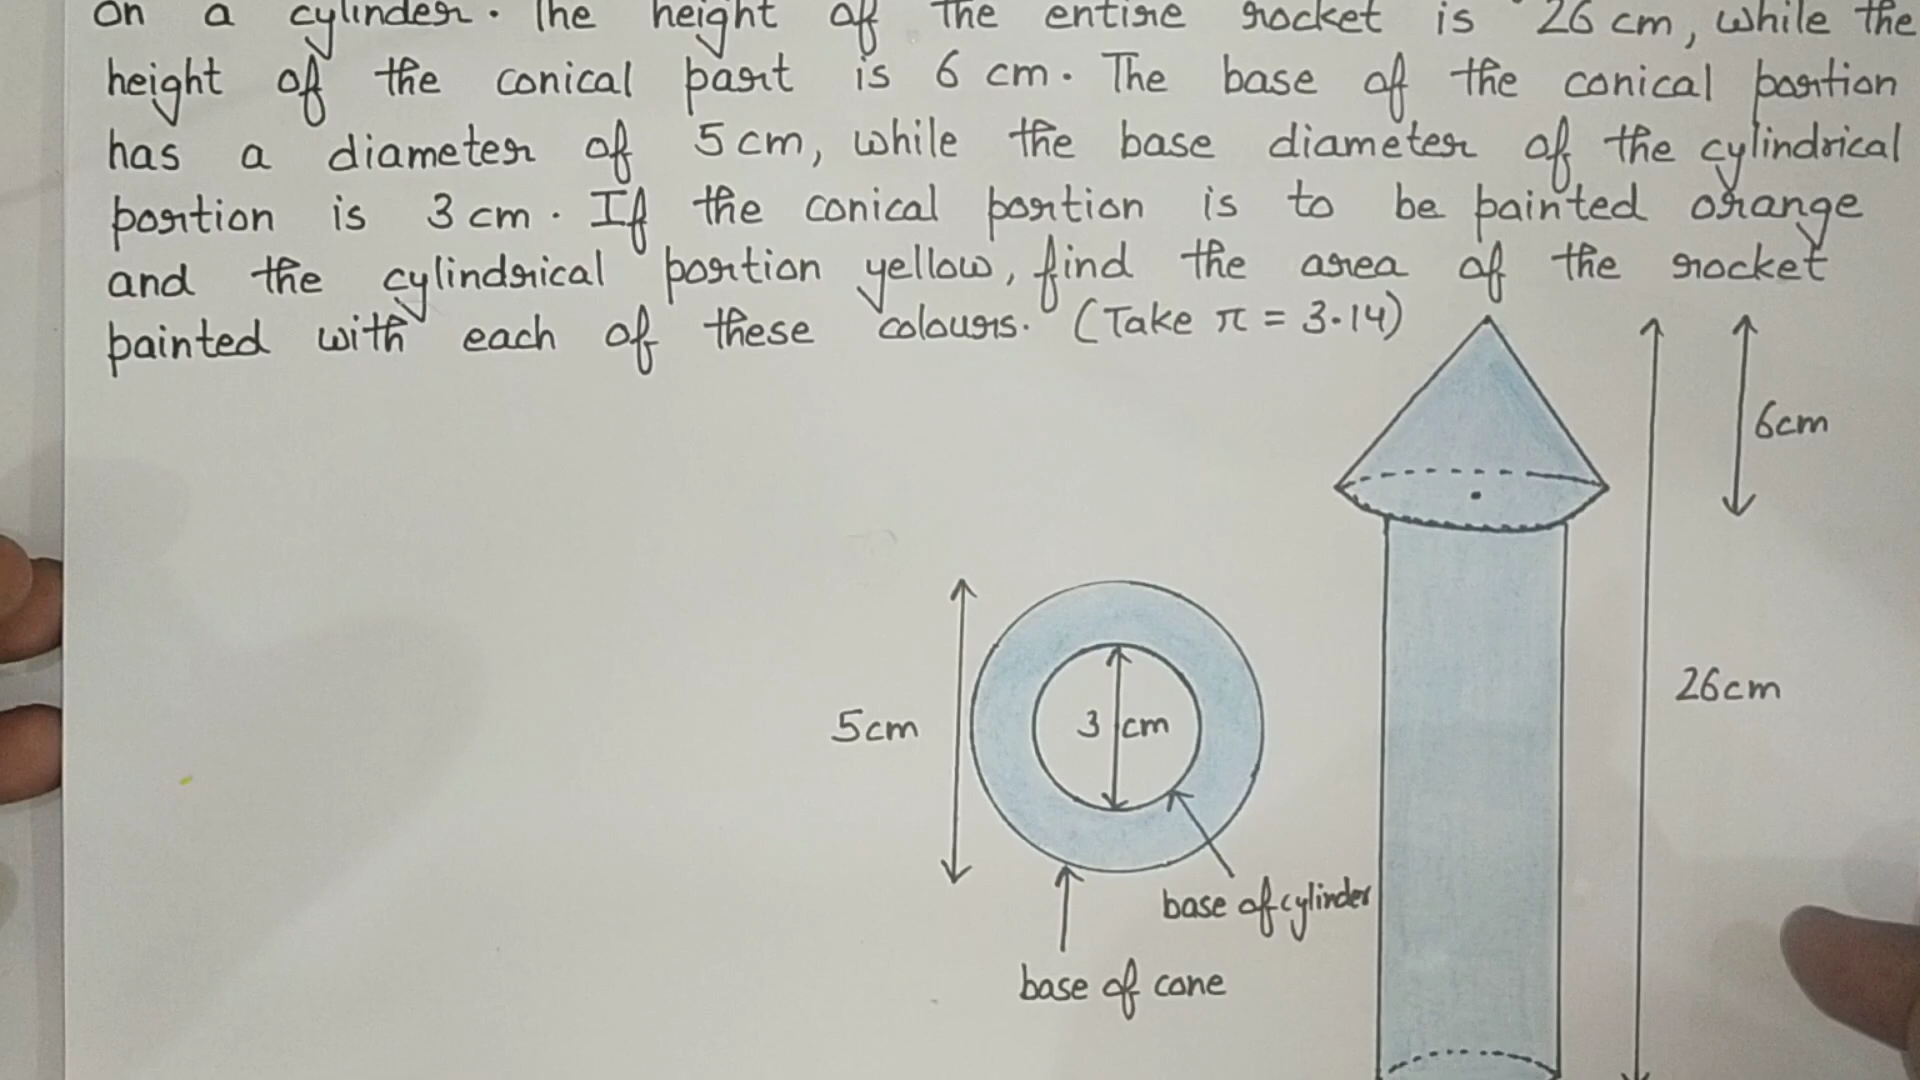 on a cylinder. The height of the entire rocket is 26 cm, while the
height of the conical part is 6 cm. The base of the conical portion
has a diameter of 5 cm, while the base diameter of the cylindrical
portion is 3 cm. If the conical portion is to be painted orange
and the cylindrical portion yellow, find the area of the rocket
painted with each of these colours. (Take π = 3.14)
6cm
26cm
5cm
3 cm
base of cylinder
base of cone